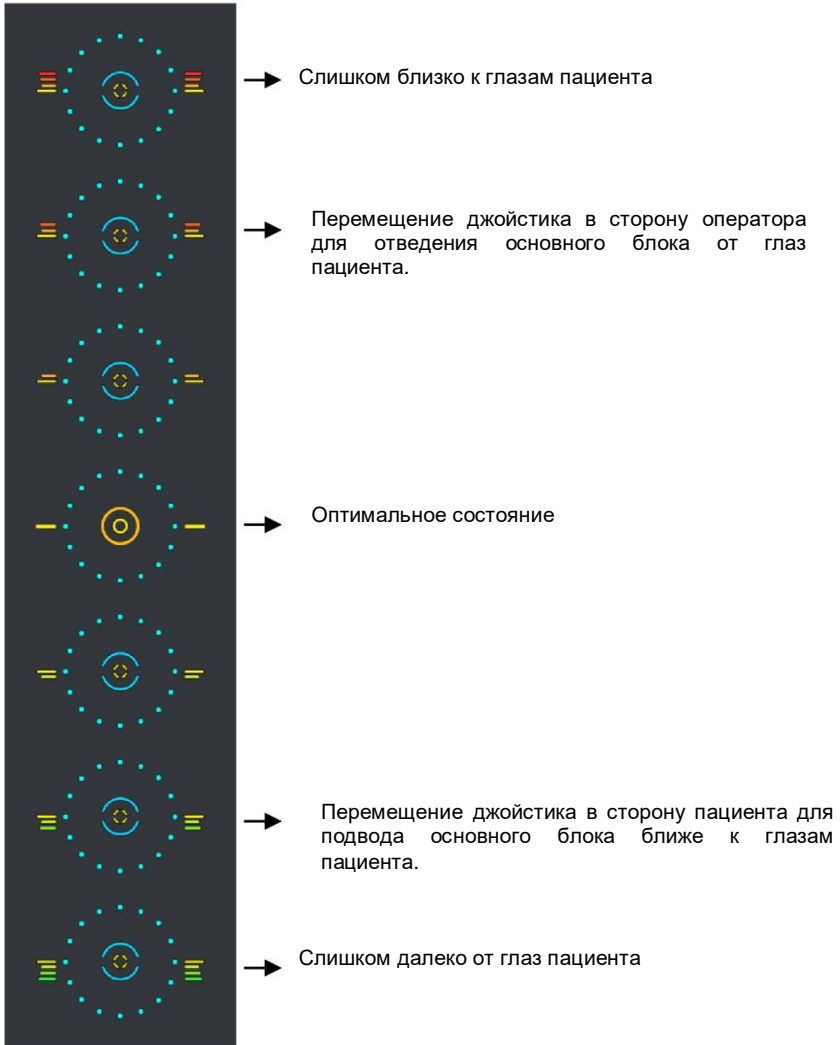 Слишком близко к глазам пациента
Перемещение джойстика в сторону оператора
для отведения основного блока от глаз
пациента.
Оптимальное состояние
Перемещение джойстика в сторону пациента для
подвода основного блока ближе к глазам
пациента.
Слишком далеко от глаз пациента